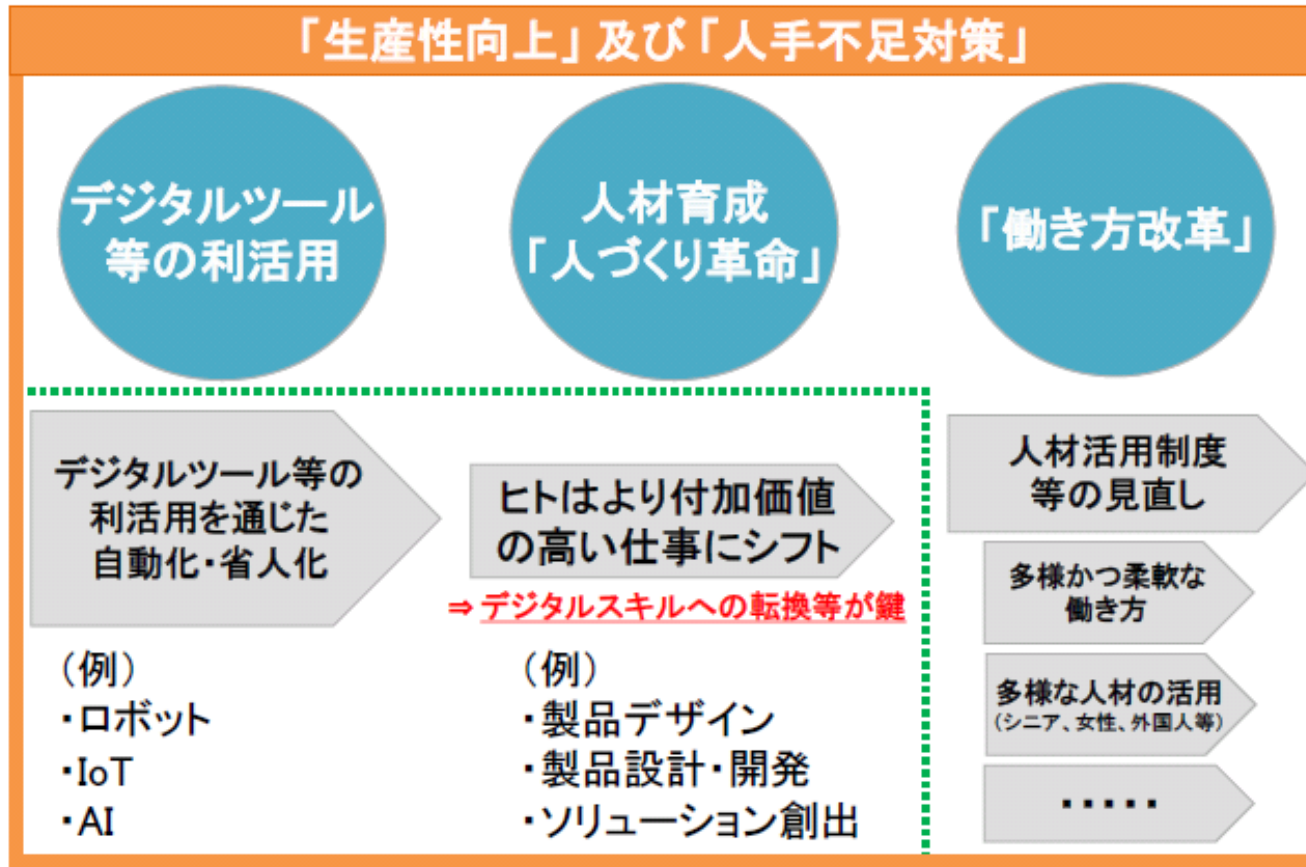 「生産性向上」及び「人手不足対策」
デジタルツール
等の利活用
人材育成
「人づくり革命」
「働き方改革」
デジタルツール等の
利活用を通じた
自動化・省人化
(例)
・ロボット
・IoT
・AI
ヒトはより付加価値
の高い仕事にシフト
⇒デジタルスキルへの転換等が鍵
(例)
・製品デザイン
・製品設計・開発
・ソリューション創出
人材活用制度
等の見直し
多様かつ柔軟な
働き方
多様な人材の活用
(シニア、女性、外国人等)
・・・・・